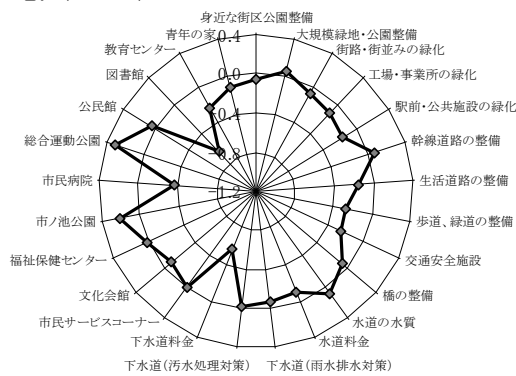 身近な街区公園整備
大規模緑地・公園整備
街路・街並みの緑化
工場・事業所の緑化
駅前・公共施設の緑化
幹線道路の整備
生活道路の整備
歩道、緑道の整備
交通安全施設
橋の整備
水道の水質
水道料金
下水道(雨水排水対策)
下水道(汚水処理対策)
下水道料金
市民サービスコーナー
文化会館
福祉保健センター
市ノ池公園
市民病院
総合運動公園
公民館
図書館
教育センター
青年の家
0.4
0.0
-0.4
-0.8
-1.2